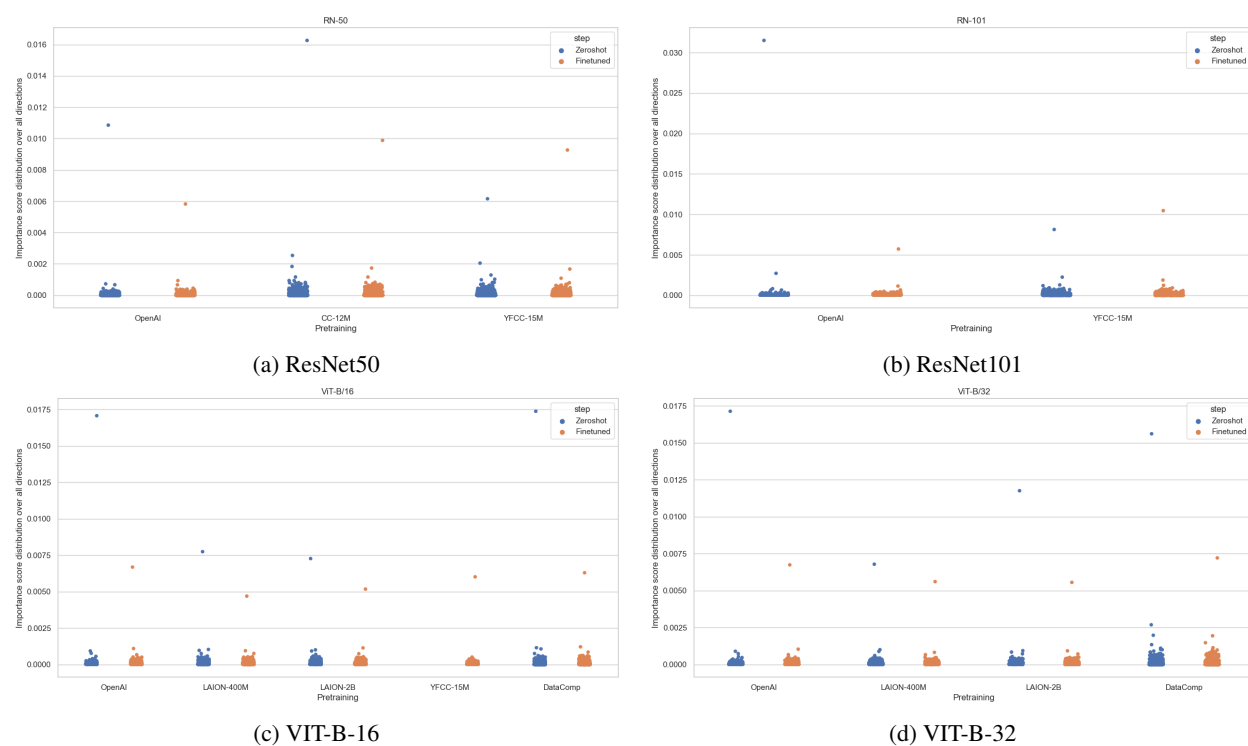 RN-50
Importance score distribution over all directions
0.016
0.014
0.012
0.010
0.008
0.006
0.004
0.002
0.000
step
Zeroshot
Finetuned
OpenAI CC-12M YFCC-15M
Pretraining
(a) ResNet50
RN-101
Importance score distribution over all directions
0.030
0.025
0.020
0.015
0.010
0.005
0.000
step
Zeroshot
Finetuned
OpenAI YFCC-15M
Pretraining
(b) ResNet101
ViT-B/16
Importance score distribution over all directions
0.0175
0.0150
0.0125
0.0100
0.0075
0.0050
0.0025
0.0000
step
Zeroshot
Finetuned
OpenAI LAION-400M LAION-2B YFCC-15M DataComp
Pretraining
(c) VIT-B-16
ViT-B/32
Importance score distribution over all directions
0.0175
0.0150
0.0125
0.0100
0.0075
0.0050
0.0025
0.0000
step
Zeroshot
Finetuned
OpenAI LAION-400M LAION-2B DataComp
Pretraining
(d) VIT-B-32